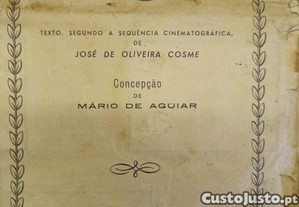 TEXTO, SEGUNDO A SEQUÊNCIA CINEMATOGRÁFICA,
DE
JOSÉ DE OLIVEIRA COSME
Concepção
DE
MÁRIO DE AGUIAR
CustoJusto.pt